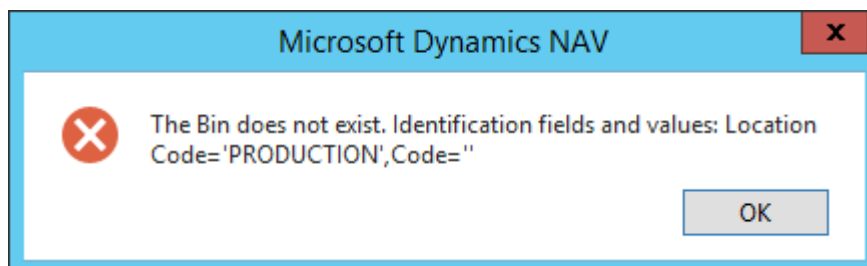 Microsoft Dynamics NAV
x
The Bin does not exist. Identification fields and values: Location
Code='PRODUCTION',Code=''
OK